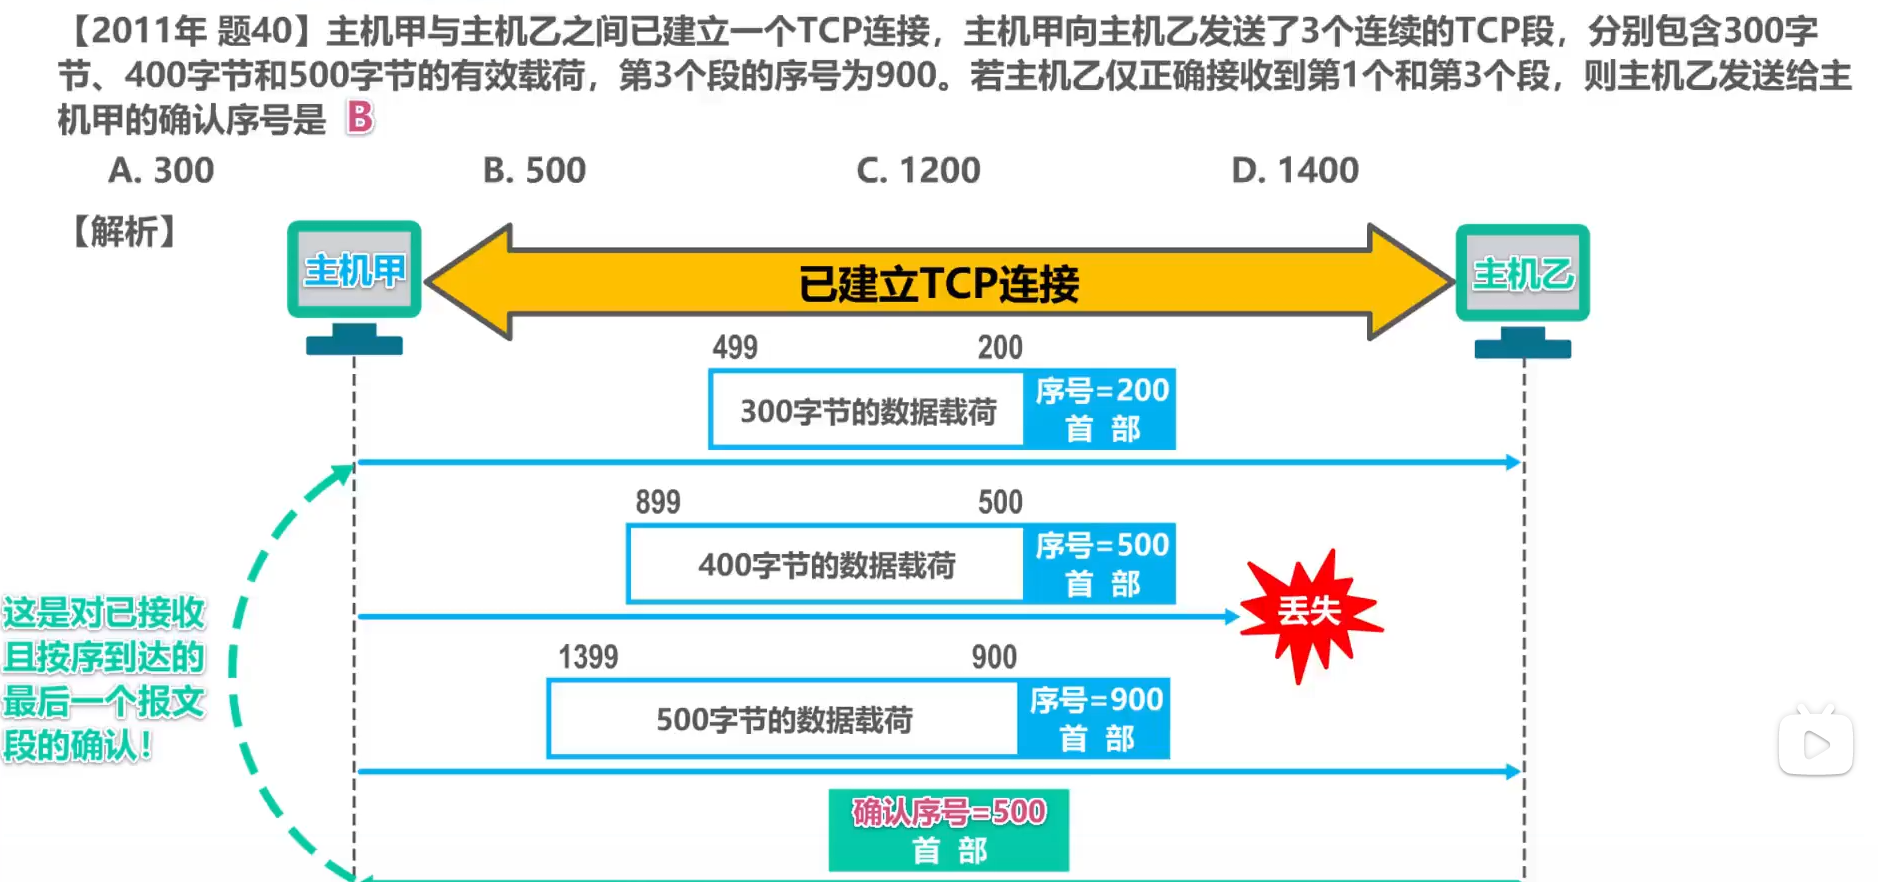 【2011年 题40】主机甲与主机乙之间已建立一个TCP连接，主机甲向主机乙发送了3个连续的TCP段，分别包含300字
节、400字节和500字节的有效载荷，第3个段的序号为900。若主机乙仅正确接收到第1个和第3个段，则主机乙发送给主
机甲的确认序号是 B
A. 300 B. 500 C. 1200 D. 1400
【解析】
主机甲
已建立TCP连接
主机乙
499 200
300字节的数据载荷
序号=200
首 部
899 500
400字节的数据载荷
序号=500
首 部
丢失
1399 900
500字节的数据载荷
序号=900
首 部
这是对已接收
且按序到达的
最后一个报文
段的确认！
确认序号=500
首 部